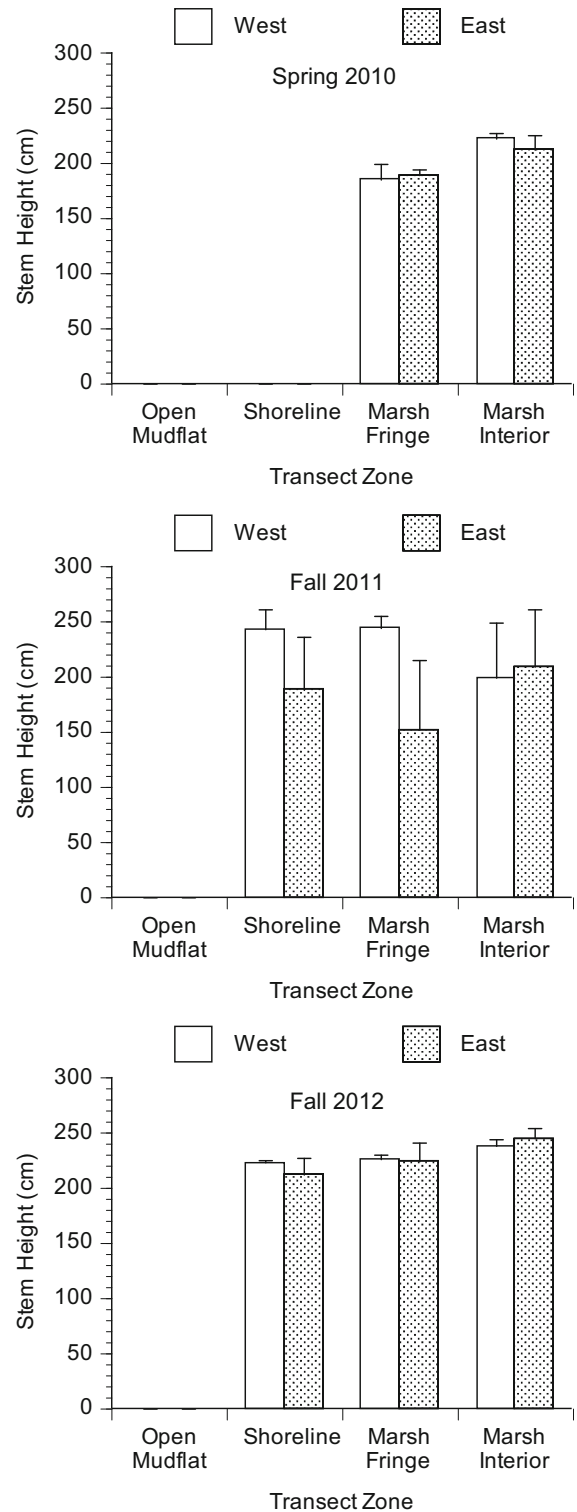 West East
Spring 2010
Stem Height (cm)
300
250
200
150
100
50
0
Open Mudflat Shoreline Marsh Fringe Marsh Interior
Transect Zone
West East
Fall 2011
Stem Height (cm)
300
250
200
150
100
50
0
Open Mudflat Shoreline Marsh Fringe Marsh Interior
Transect Zone
West East
Fall 2012
Stem Height (cm)
300
250
200
150
100
50
0
Open Mudflat Shoreline Marsh Fringe Marsh Interior
Transect Zone